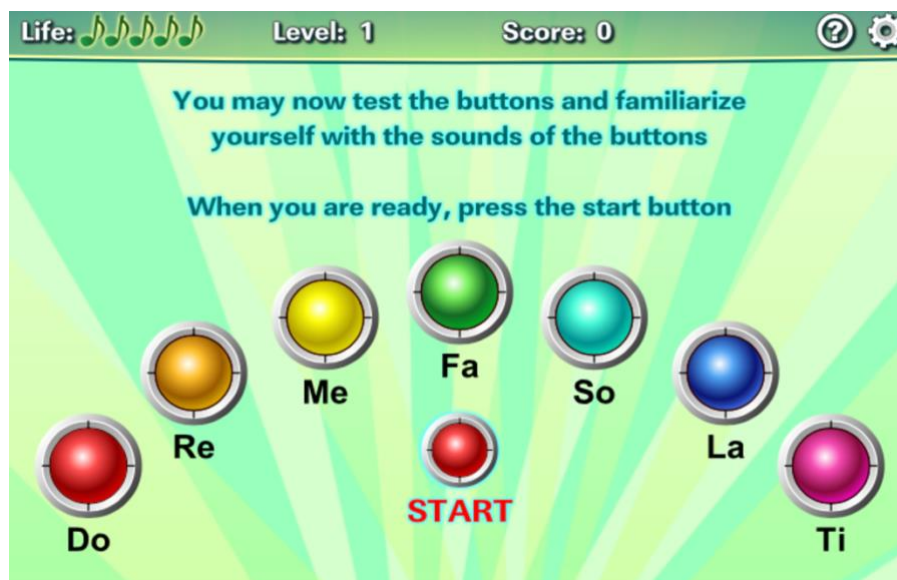 Life: Level: 1 Score: 0 ?
You may now test the buttons and familiarize
yourself with the sounds of the buttons
When you are ready, press the start button
Do
Re
Me
Fa
So
La
Ti
START